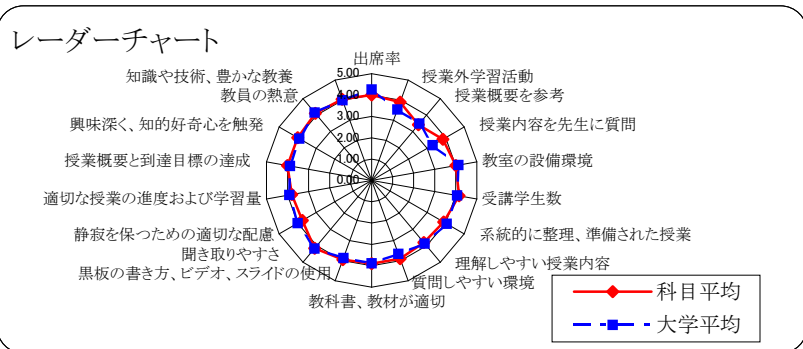 レーダーチャート
出席率
授業外学習活動
授業概要を参考
授業内容を先生に質問
教室の設備環境
受講学生数
系統的に整理、準備された授業
理解しやすい授業内容
質問しやすい環境
教科書、教材が適切
黒板の書き方、ビデオ、スライドの使用
聞き取りやすさ
静寂を保つための適切な配慮
適切な授業の進度および学習量
授業概要と到達目標の達成
興味深く、知的好奇心を触発
教員の熱意
知識や技術、豊かな教養
5.00
4.00
3.00
2.00
1.00
0.00
科目平均
大学平均